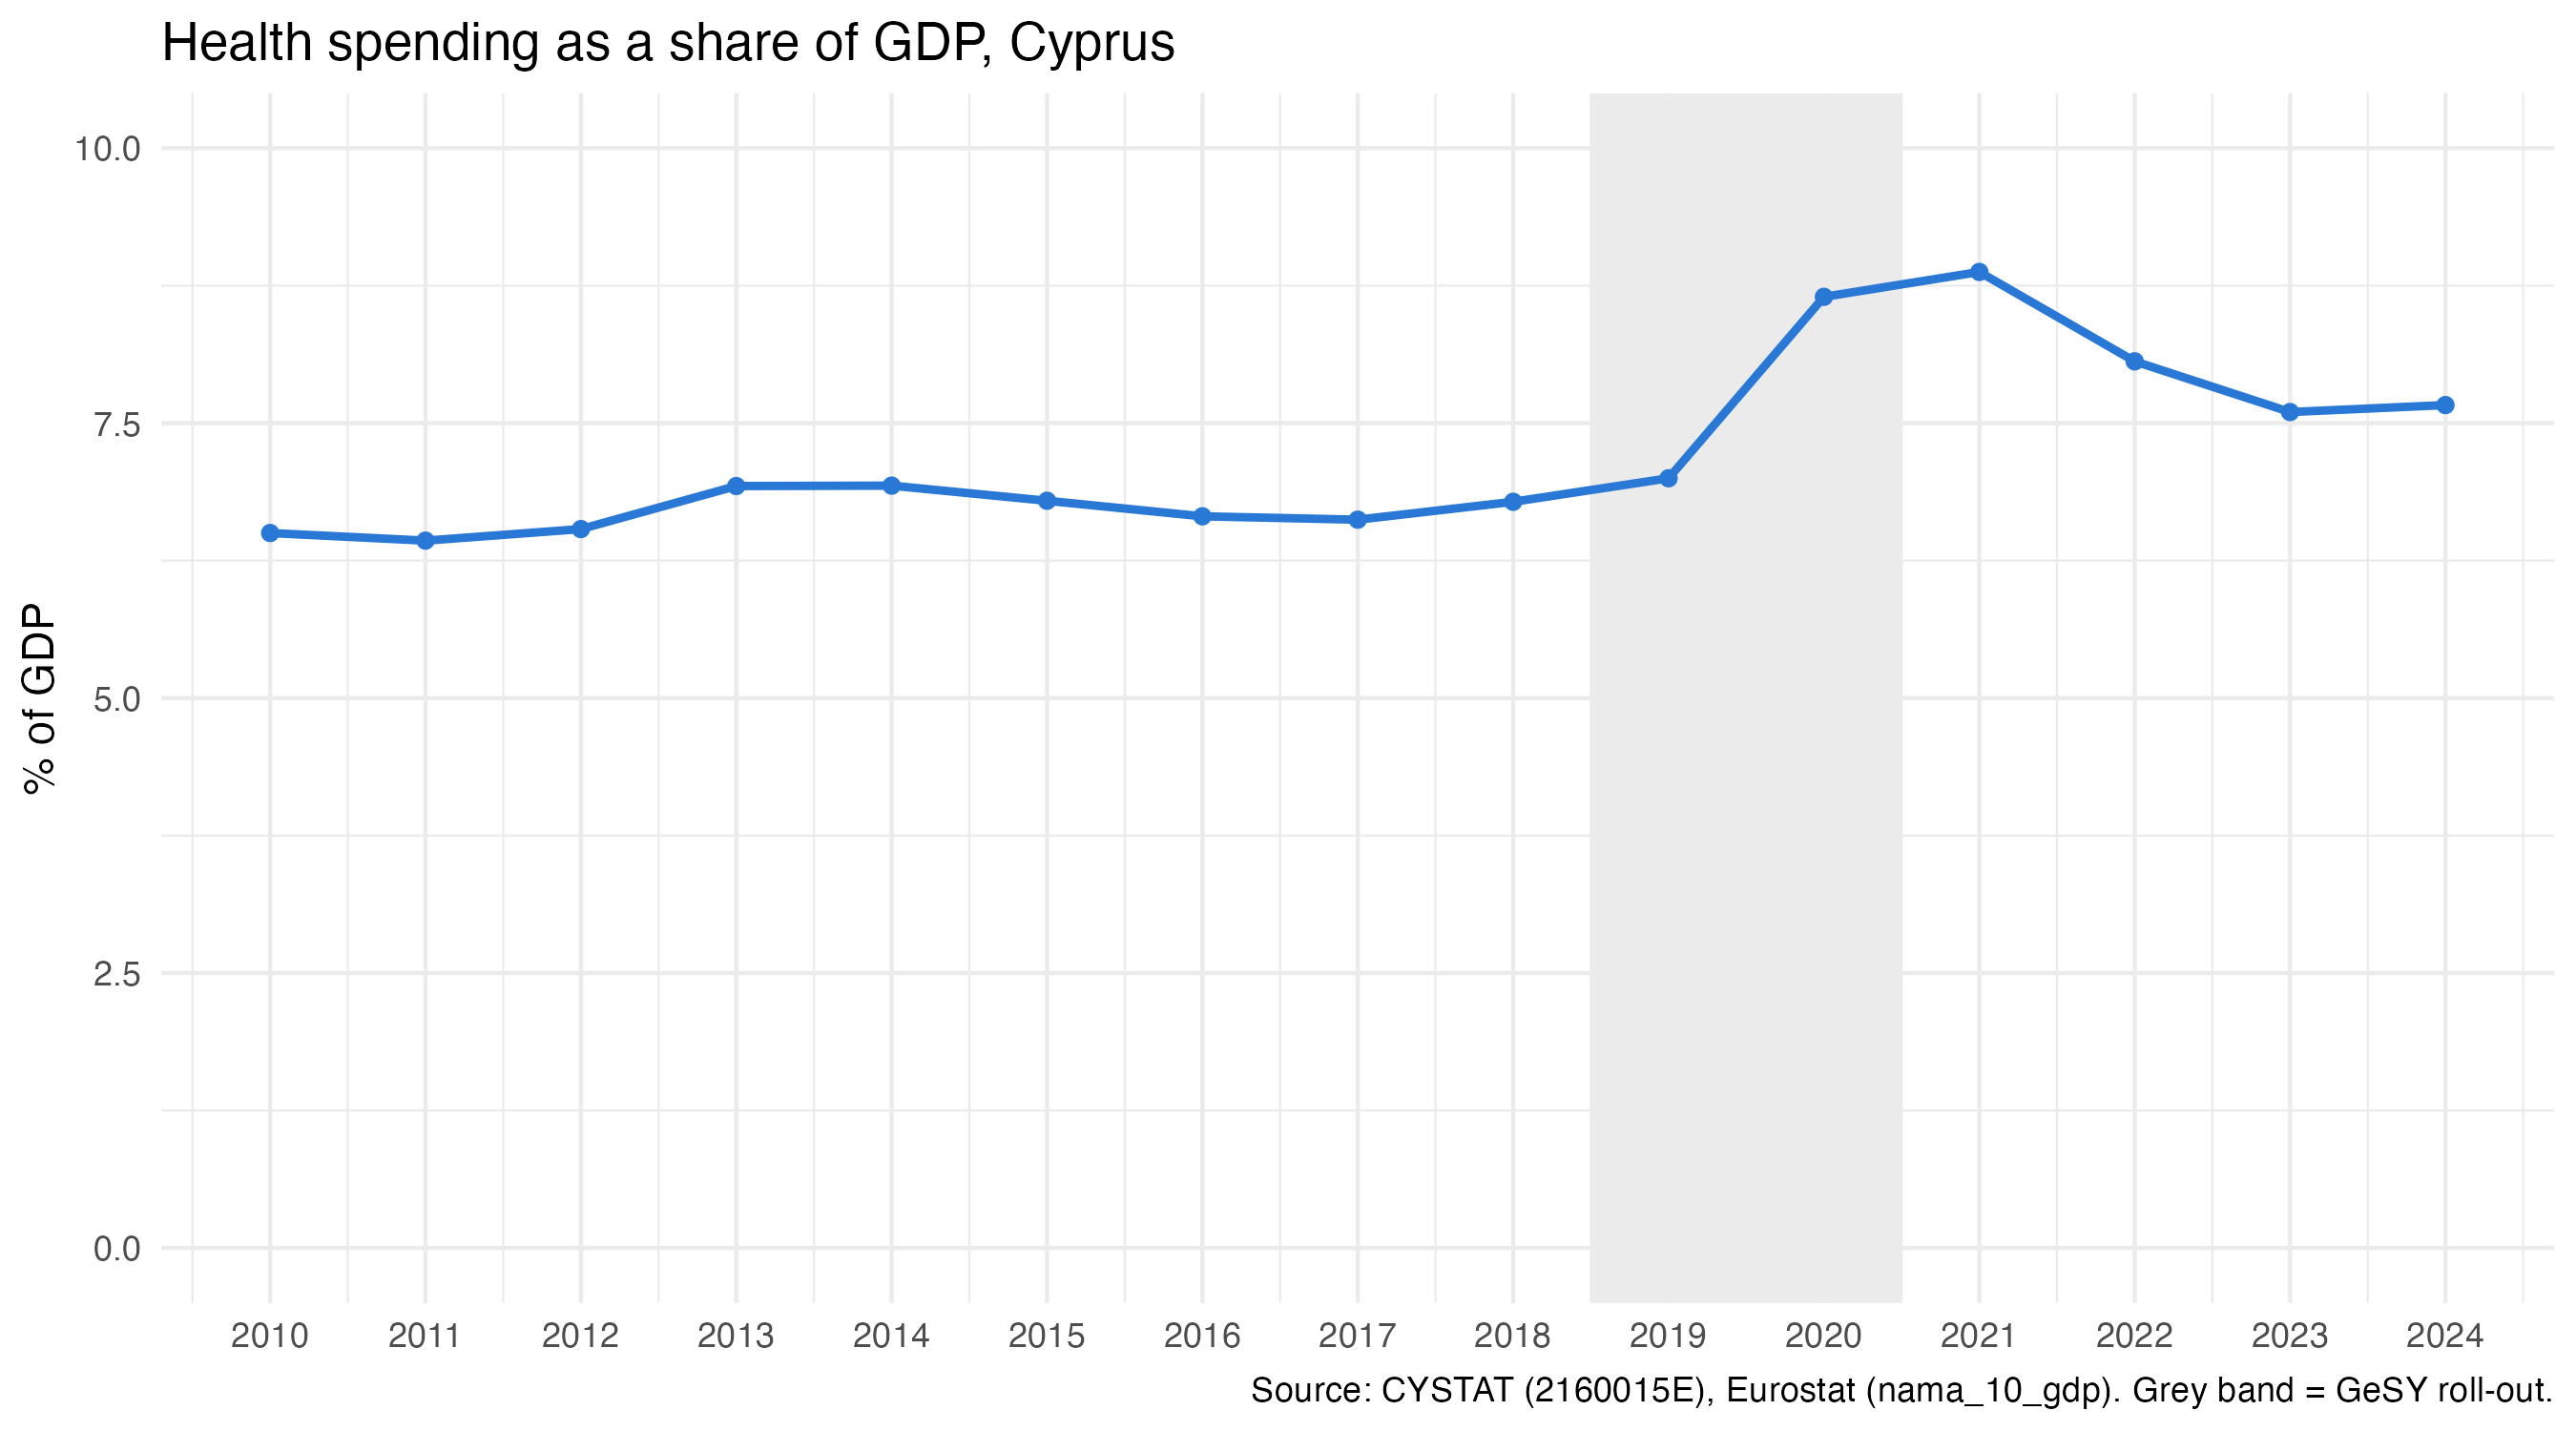 Health spending as a share of GDP, Cyprus
% of GDP
10.0
7.5
5.0
2.5
0.0
2010 2011 2012 2013 2014 2015 2016 2017 2018 2019 2020 2021 2022 2023 2024
Source: CYSTAT (2160015E), Eurostat (nama_10_gdp). Grey band = GeSY roll-out.